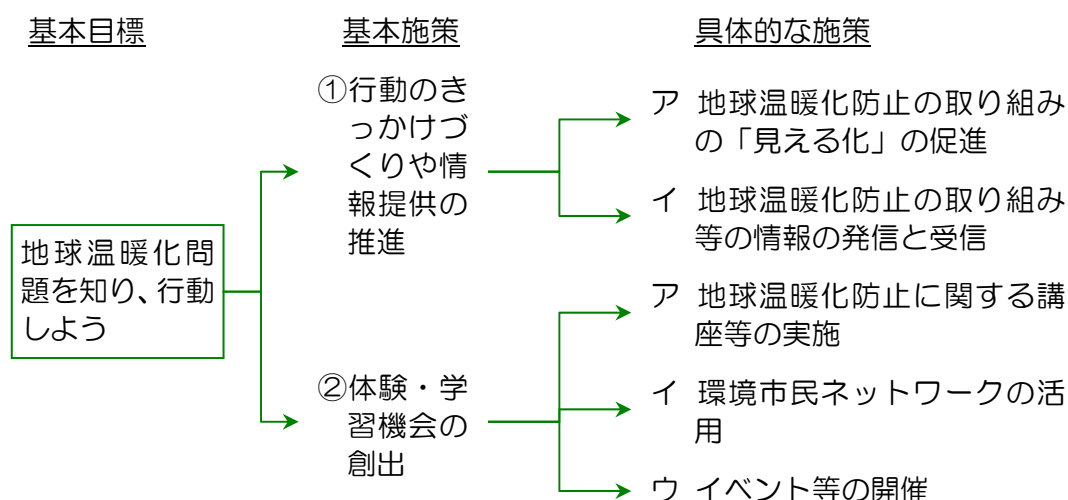 基本目標
基本施策
具体的な施策
地球温暖化問
題を知り、行動
しよう
①行動のき
っかけづ
くりや情
報提供の
推進
ア 地球温暖化防止の取り組み
の「見える化」の促進
イ 地球温暖化防止の取り組み
等の情報の発信と受信
②体験・学
習機会の
創出
ア 地球温暖化防止に関する講
座等の実施
イ 環境市民ネットワークの活
用
ウ イベント等の開催